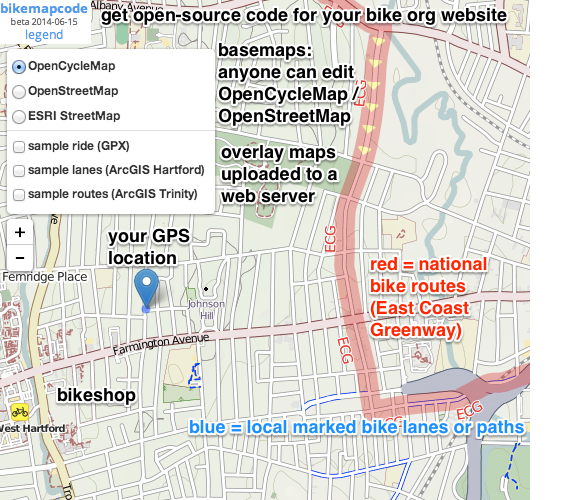 bikemapcode
beta 2014-06-15
legend
Albany Avenue
get open-source code for your bike org website
OpenCycleMap
OpenStreetMap
ESRI StreetMap
sample ride (GPX)
sample lanes (ArcGIS Hartford)
sample routes (ArcGIS Trinity)
basemaps:
anyone can edit
OpenCycleMap /
OpenStreetMap
ECG
overlay maps
uploaded to a
web server
+
−
your GPS
location
ECG
Fernridge Place
Johnson
Hill
red = national
bike routes
(East Coast
Greenway)
Farmington Avenue
ECG
bikeshop
West Hartford
ECG
blue = local marked bike lanes or paths